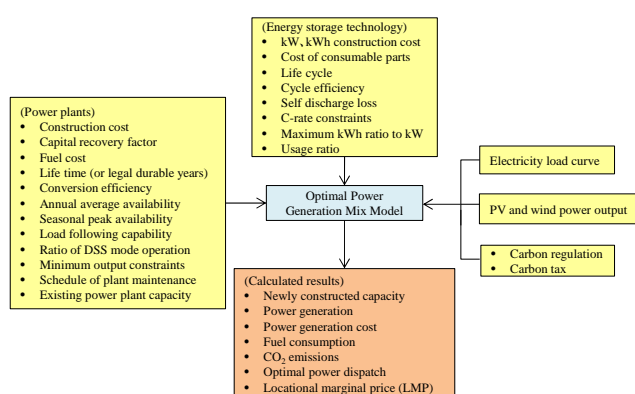 (Energy storage technology)
• kW, kWh construction cost
• Cost of consumable parts
• Life cycle
• Cycle efficiency
• Self discharge loss
• C-rate constraints
• Maximum kWh ratio to kW
• Usage ratio
(Power plants)
• Construction cost
• Capital recovery factor
• Fuel cost
• Life time (or legal durable years)
• Conversion efficiency
• Annual average availability
• Seasonal peak availability
• Load following capability
• Ratio of DSS mode operation
• Minimum output constraints
• Schedule of plant maintenance
• Existing power plant capacity
Optimal Power
Generation Mix Model
Electricity load curve
PV and wind power output
• Carbon regulation
• Carbon tax
(Calculated results)
• Newly constructed capacity
• Power generation
• Power generation cost
• Fuel consumption
• CO2 emissions
• Optimal power dispatch
• Locational marginal price (LMP)